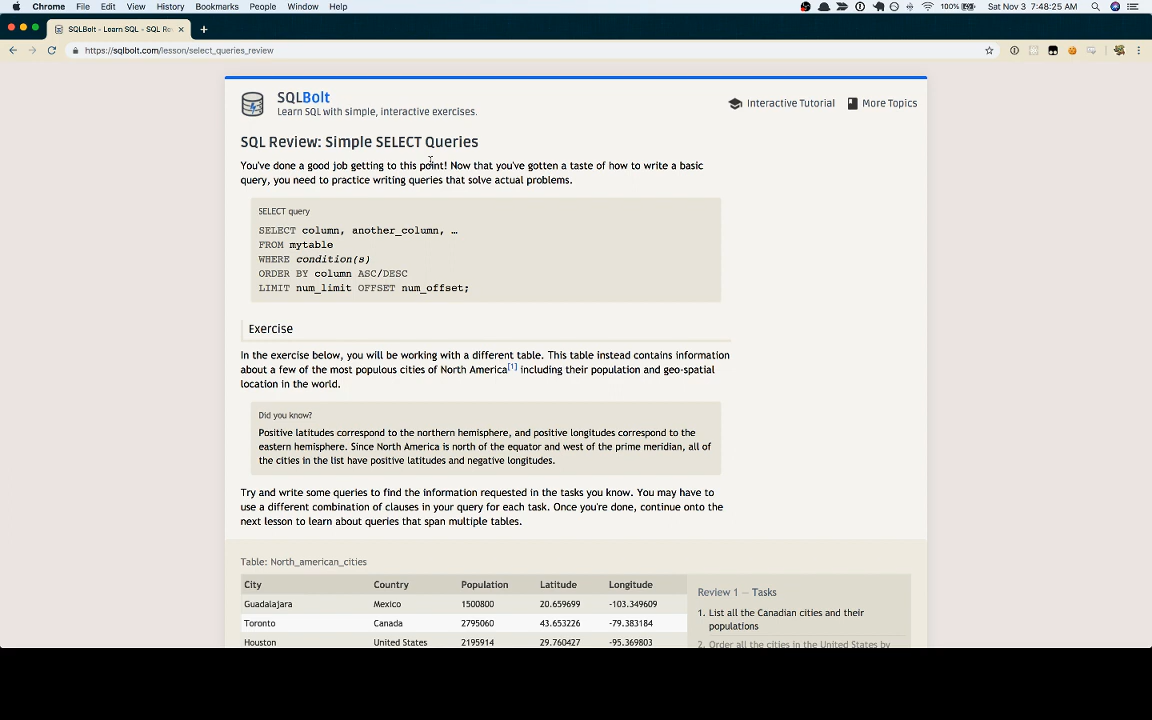 Chrome File Edit View History Bookmarks People Window Help 100% Sat Nov 3 7:48:25 AM
SQLBolt - Learn SQL - SQL Re
https://sqlbolt.com/lesson/select_queries_review
SQLBolt
Learn SQL with simple, interactive exercises.
Interactive Tutorial More Topics
SQL Review: Simple SELECT Queries
You've done a good job getting to this point! Now that you've gotten a taste of how to write a basic
query, you need to practice writing queries that solve actual problems.
SELECT query
SELECT column, another_column, …
FROM mytable
WHERE condition(s)
ORDER BY column ASC/DESC
LIMIT num_limit OFFSET num_offset;
Exercise
In the exercise below, you will be working with a different table. This table instead contains information
about a few of the most populous cities of North America[1] including their population and geo-spatial
location in the world.
Did you know?
Positive latitudes correspond to the northern hemisphere, and positive longitudes correspond to the
eastern hemisphere. Since North America is north of the equator and west of the prime meridian, all of
the cities in the list have positive latitudes and negative longitudes.
Try and write some queries to find the information requested in the tasks you know. You may have to
use a different combination of clauses in your query for each task. Once you're done, continue onto the
next lesson to learn about queries that span multiple tables.
Table: North_american_cities
City Country Population Latitude Longitude
Guadalajara Mexico 1500800 20.659699 -103.349609
Toronto Canada 2795060 43.653226 -79.383184
Houston United States 2195914 29.760427 -95.369803
Review 1 — Tasks
1. List all the Canadian cities and their
populations
2. Order all the cities in the United States by